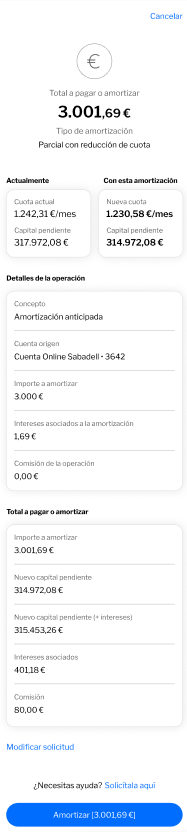 Cancelar
€
Total a pagar o amortizar
3.001,69 €
Tipo de amortización
Parcial con reducción de cuota
Actualmente
Cuota actual
1.242,31 €/mes
Capital pendiente
317.972,08 €
Con esta amortización
Nueva cuota
1.230,58 €/mes
Capital pendiente
314.972,08 €
Detalles de la operación
Concepto
Amortización anticipada
Cuenta origen
Cuenta Online Sabadell • 3642
Importe a amortizar
3.000 €
Intereses asociados a la amortización
1,69 €
Comisión de la operación
0,00 €
Total a pagar o amortizar
Importe a amortizar
3.001,69 €
Nuevo capital pendiente
314.972,08 €
Nuevo capital pendiente (+ intereses)
315.453,26 €
Intereses asociados
401,18 €
Comisión
80,00 €
Modificar solicitud
¿Necesitas ayuda? Solicítala aquí
Amortizar [3.001,69 €]